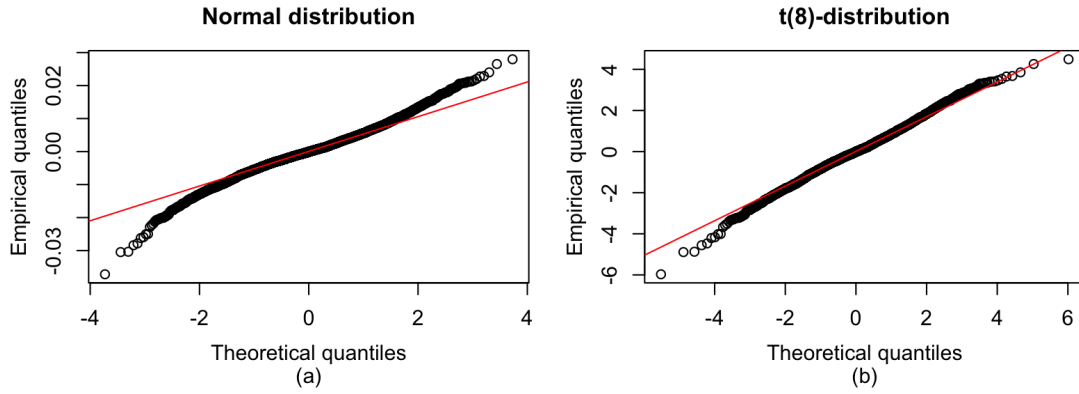 Normal distribution
Empirical quantiles
0.02
0.00
-0.03
-4
-2
0
2
4
Theoretical quantiles
(a)
t(8)-distribution
Empirical quantiles
4
2
0
-2
-4
-6
-4
-2
0
2
4
6
Theoretical quantiles
(b)